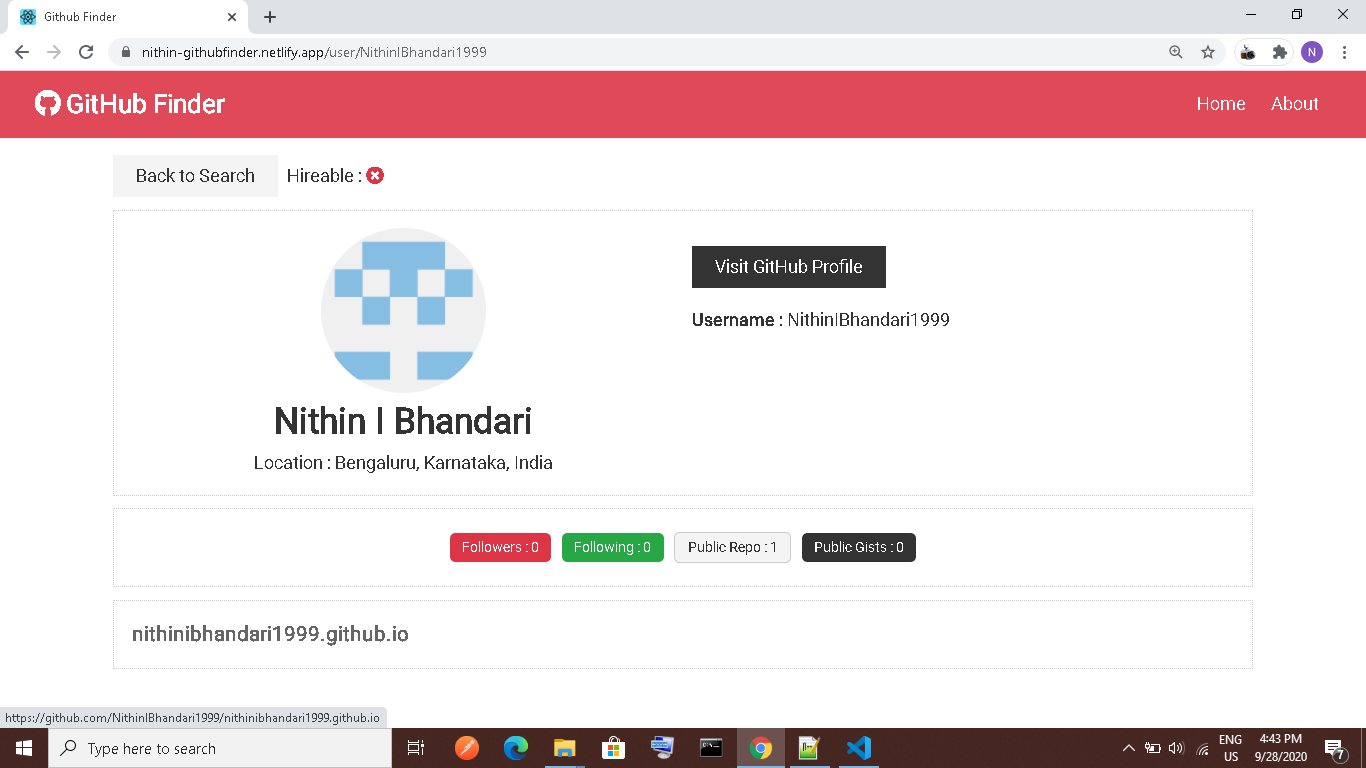 Github Finder
nithin-githubfinder.netlify.app/user/NithinIBhandari1999
N
GitHub Finder
Home About
Back to Search Hireable :
Visit GitHub Profile
Username : NithinIBhandari1999
Nithin I Bhandari
Location : Bengaluru, Karnataka, India
Followers : 0 Following : 0 Public Repo : 1 Public Gists : 0
nithinibhandari1999.github.io
https://github.com/NithinIBhandari1999/nithinibhandari1999.github.io
Type here to search
ENG 4:43 PM
US 9/28/2020 7